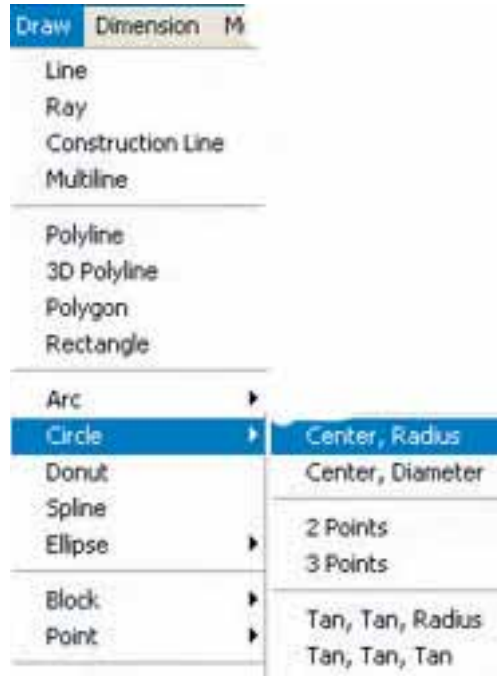 Draw Dimension
Line
Ray
Construction Line
Multiline
Polyline
3D Polyline
Polygon
Rectangle
Arc
Circle
Donut
Spline
Ellipse
Block
Point
Center, Radius
Center, Diameter
2 Points
3 Points
Tan, Tan, Radius
Tan, Tan, Tan